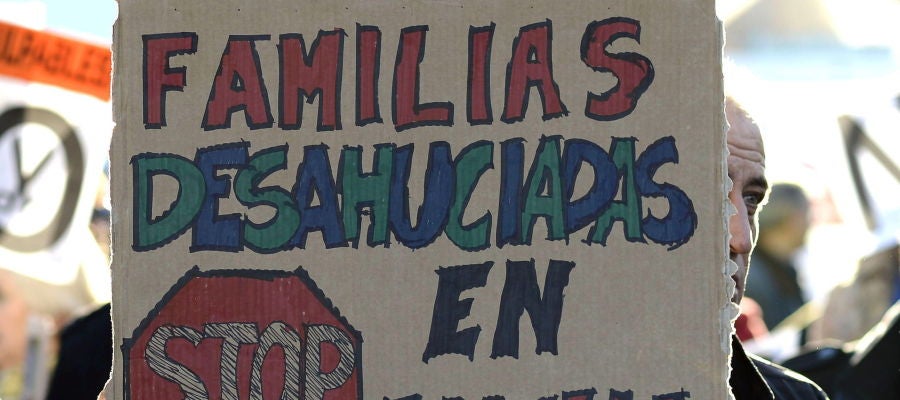 FAMILIAS
DESAHUCIADAS
EN
STOP